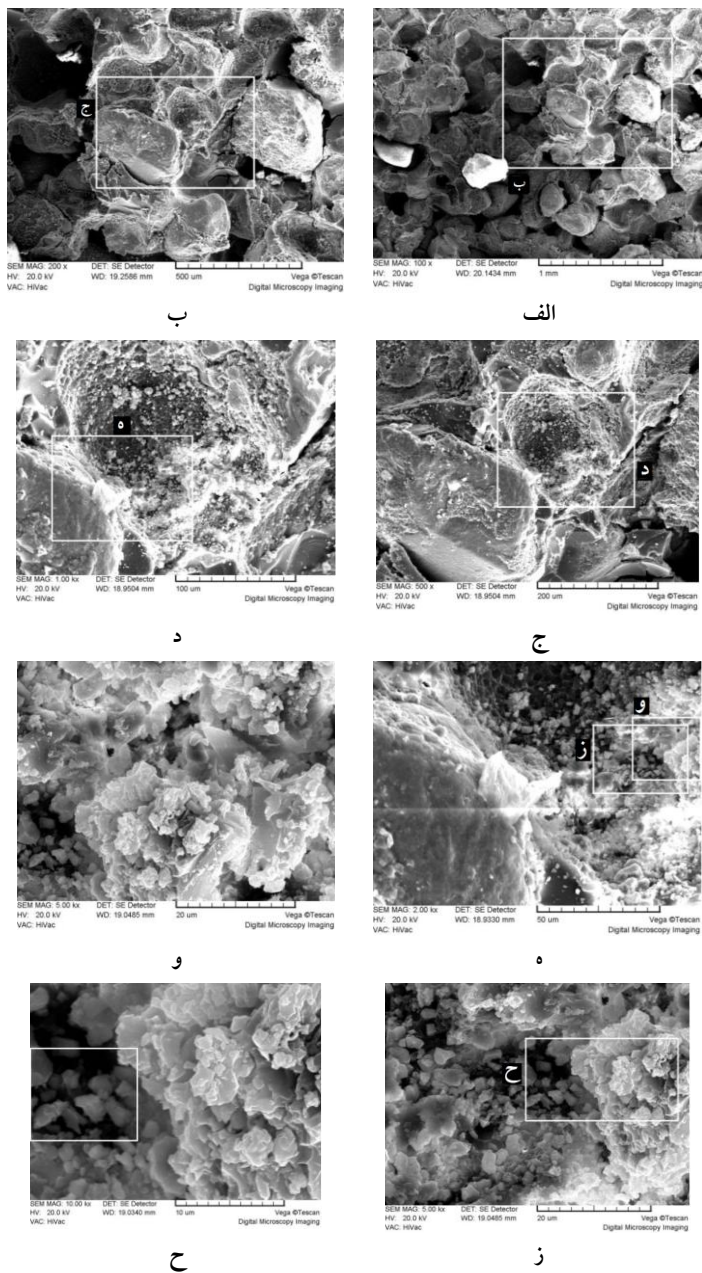 ب
SEM MAG: 100 x DET: SE Detector
HV: 20.0 kV WD: 20.1434 mm 1 mm Vega ©Tescan
VAC: HiVac Digital Microscopy Imaging
الف
ج
SEM MAG: 200 x DET: SE Detector
HV: 20.0 kV WD: 19.2586 mm 500 um Vega ©Tescan
VAC: HiVac Digital Microscopy Imaging
ب
د
SEM MAG: 500 x DET: SE Detector
HV: 20.0 kV WD: 18.9504 mm 200 um Vega ©Tescan
VAC: HiVac Digital Microscopy Imaging
ج
ه
SEM MAG: 1.00 kx DET: SE Detector
HV: 20.0 kV WD: 18.9504 mm 100 um Vega ©Tescan
VAC: HiVac Digital Microscopy Imaging
د
و
ز
SEM MAG: 2.00 kx DET: SE Detector
HV: 20.0 kV WD: 18.9330 mm 50 um Vega ©Tescan
VAC: HiVac Digital Microscopy Imaging
ه
SEM MAG: 5.00 kx DET: SE Detector
HV: 20.0 kV WD: 19.0485 mm 20 um Vega ©Tescan
VAC: HiVac Digital Microscopy Imaging
و
ح
SEM MAG: 5.00 kx DET: SE Detector
HV: 20.0 kV WD: 19.0485 mm 20 um Vega ©Tescan
VAC: HiVac Digital Microscopy Imaging
ز
SEM MAG: 10.00 kx DET: SE Detector
HV: 20.0 kV WD: 19.0340 mm 10 um Vega ©Tescan
VAC: HiVac Digital Microscopy Imaging
ح